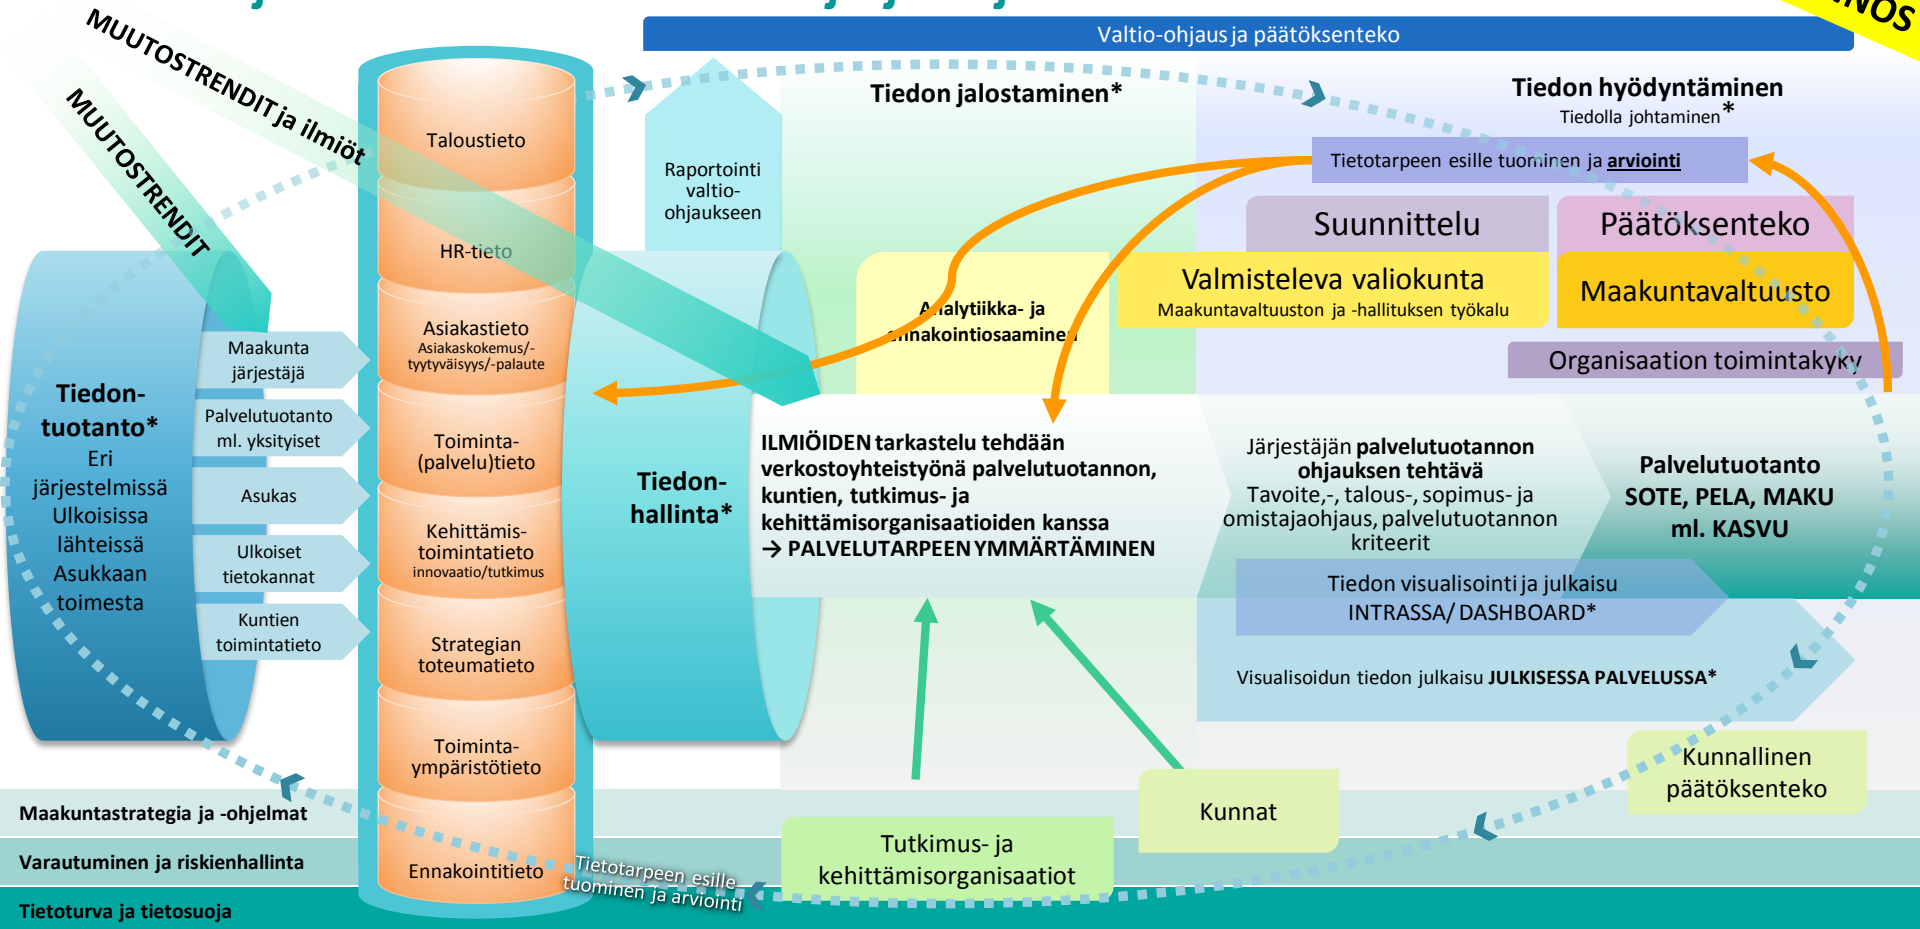 Valtio-ohjaus ja päätöksenteko
MUUTOSTRENDIT ja ilmiöt
MUUTOSTRENDIT
Tiedon-
tuotanto*
Eri
järjestelmissä
Ulkoisissa
lähteissä
Asukkaan
toimesta
Maakunta
järjestäjä
Palvelutuotanto
ml. yksityiset
Asukas
Ulkoiset
tietokannat
Kuntien
toimintatieto
Taloustieto
HR-tieto
Asiakastieto
Asiakaskokemus/-
tyytyväisyys/-palaute
Toiminta-
(palvelu)tieto
Kehittämis-
toimintatieto
innovaatio/tutkimus
Strategian
toteumatieto
Toiminta-
ympäristötieto
Ennakointitieto
Raportointi
valtio-
ohjaukseen
Tiedon-
hallinta*
Tiedon jalostaminen*
Analytiikka- ja
ennakointiosaaminen
ILMIÖIDEN tarkastelu tehdään
verkostoyhteistyönä palvelutuotannon,
kuntien, tutkimus- ja
kehittämisorganisaatioiden kanssa
→ PALVELUTARPEEN YMMÄRTÄMINEN
Tiedon hyödyntäminen
Tiedolla johtaminen*
Tietotarpeen esille tuominen ja arviointi
Suunnittelu
Päätöksenteko
Valmisteleva valiokunta
Maakuntavaltuuston ja -hallituksen työkalu
Maakuntavaltuusto
Organisaation toimintakyky
Järjestäjän palvelutuotannon
ohjauksen tehtävä
Tavoite,-, talous-, sopimus- ja
omistajaohjaus, palvelutuotannon
kriteerit
Palvelutuotanto
SOTE, PELA, MAKU
ml. KASVU
Tiedon visualisointi ja julkaisu
INTRASSA/ DASHBOARD*
Visualisoidun tiedon julkaisu JULKISESSA PALVELUSSA*
Kunnallinen
päätöksenteko
Kunnat
Tutkimus- ja
kehittämisorganisaatiot
Tietotarpeen esille
tuominen ja arviointi
Maakuntastrategia ja -ohjelmat
Varautuminen ja riskienhallinta
Tietoturva ja tietosuoja